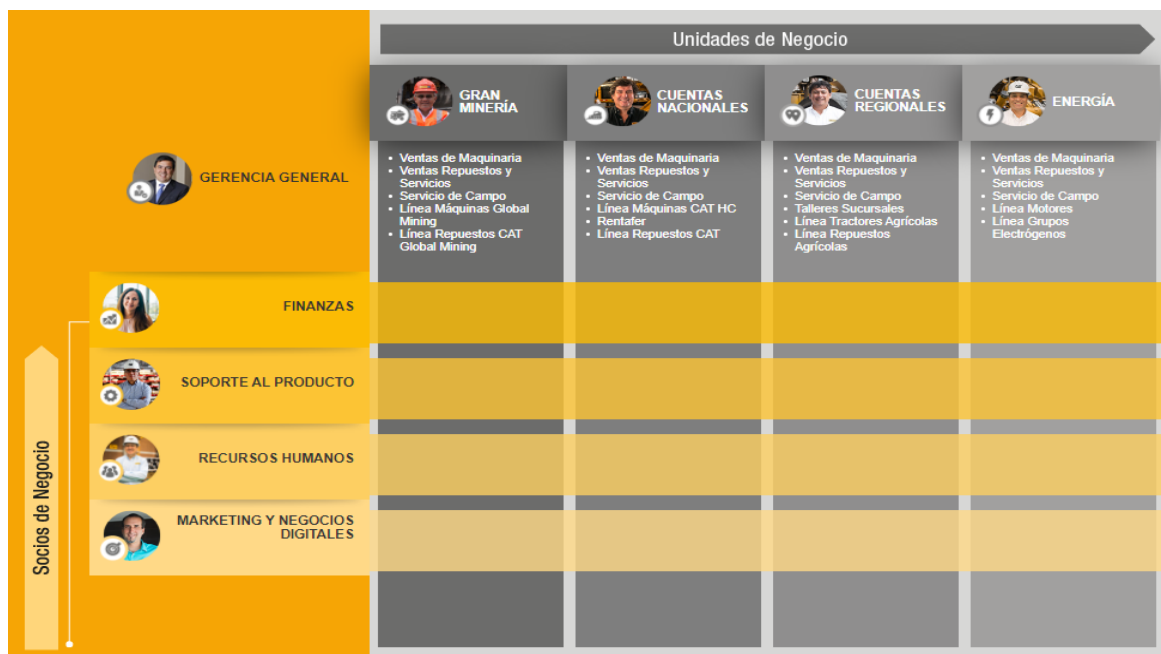 Unidades de Negocio
GRAN
MINERÍA
CUENTAS
NACIONALES
CUENTAS
REGIONALES
ENERGÍA
GERENCIA GENERAL
• Ventas de Maquinaria
• Ventas Repuestos y
Servicios
• Servicio de Campo
• Línea Máquinas Global
Mining
• Línea Repuestos CAT
Global Mining
• Ventas de Maquinaria
• Ventas Repuestos y
Servicios
• Servicio de Campo
• Línea Máquinas CAT HC
• Rentafer
• Línea Repuestos CAT
• Ventas de Maquinaria
• Ventas Repuestos y
Servicios
• Servicio de Campo
• Talleres Sucursales
• Línea Tractores Agrícolas
• Línea Repuestos
Agrícolas
• Ventas de Maquinaria
• Ventas Repuestos y
Servicios
• Servicio de Campo
• Línea Motores
• Línea Grupos
Electrógenos
Socios de Negocio
FINANZAS
SOPORTE AL PRODUCTO
RECURSOS HUMANOS
MARKETING Y NEGOCIOS
DIGITALES